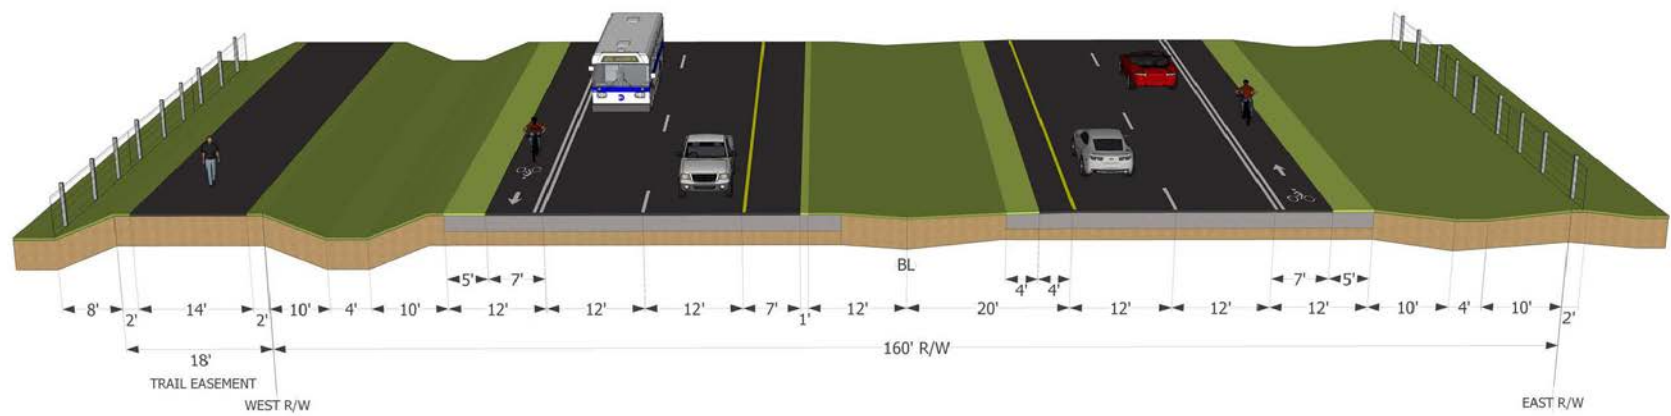 BL
5' 7' 4' 4' 7' 5'
8' 14' 10' 4' 10' 12' 12' 12' 7' 12' 20' 12' 12' 12' 10' 4' 10'
2' 2' 1' 2'
18' 160' R/W
TRAIL EASEMENT
WEST R/W EAST R/W